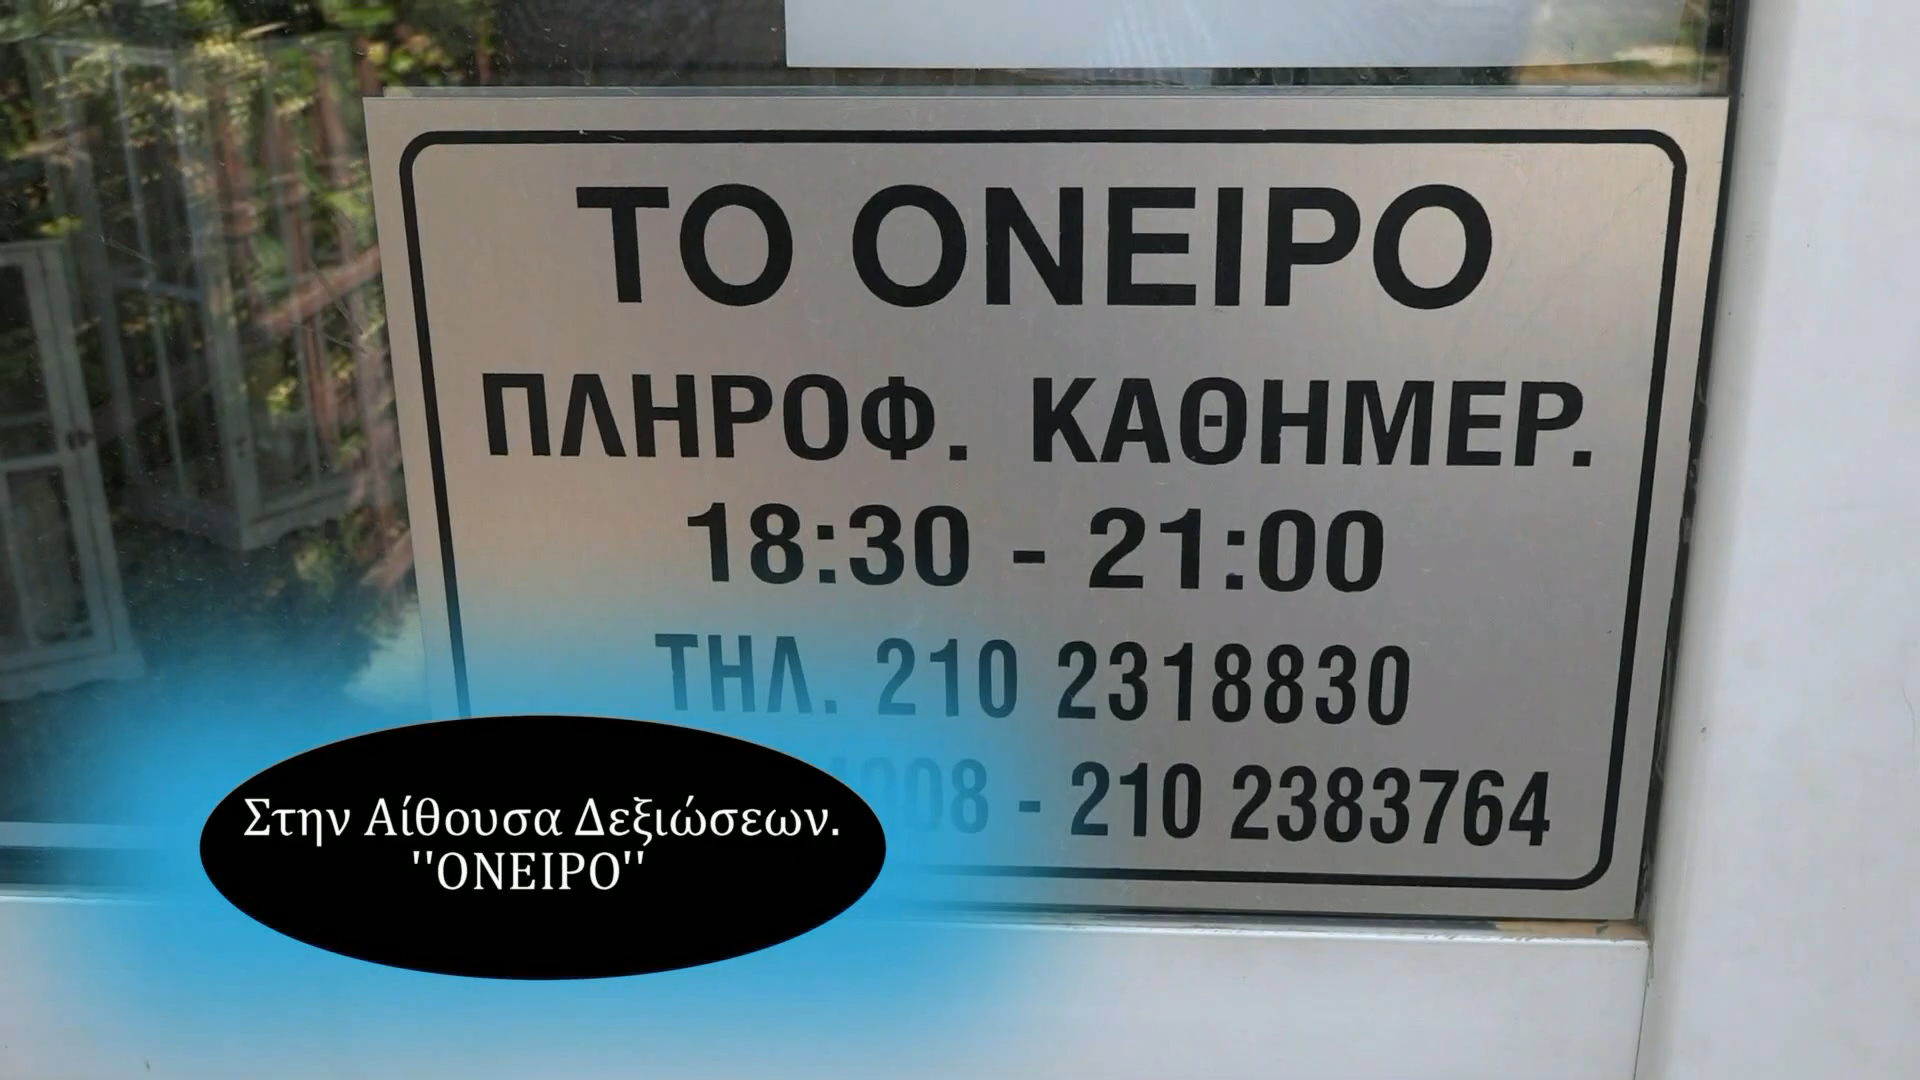 ΤΟ ΟΝΕΙΡΟ
ΠΛΗΡΟΦ. ΚΑΘΗΜΕΡ.
18:30 - 21:00
ΤΗΛ. 210 2318830
- 210 2383764
Στην Αίθουσα Δεξιώσεων.
''ΟΝΕΙΡΟ''